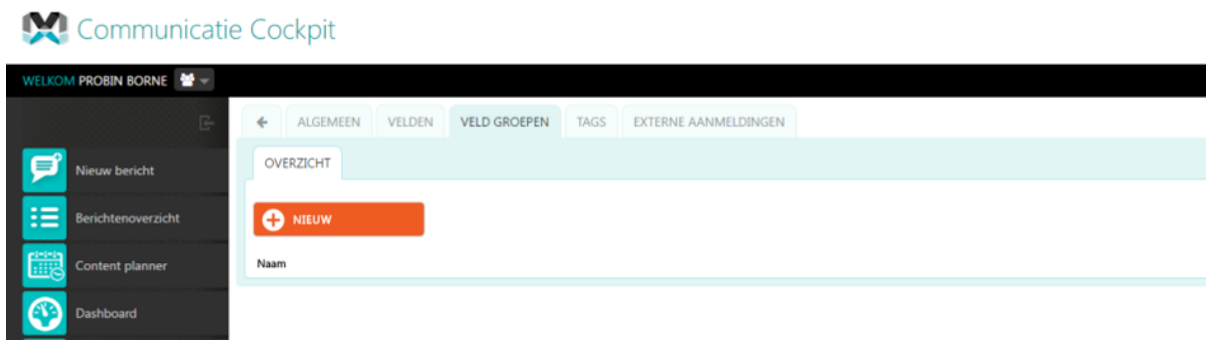 Communicatie Cockpit
WELKOM PROBIN BORNE
ALGEMEEN VELDEN VELD GROEPEN TAGS EXTERNE AANMELDINGEN
OVERZICHT
Nieuw bericht
Berichtenoverzicht
Content planner
Dashboard
NIEUW
Naam